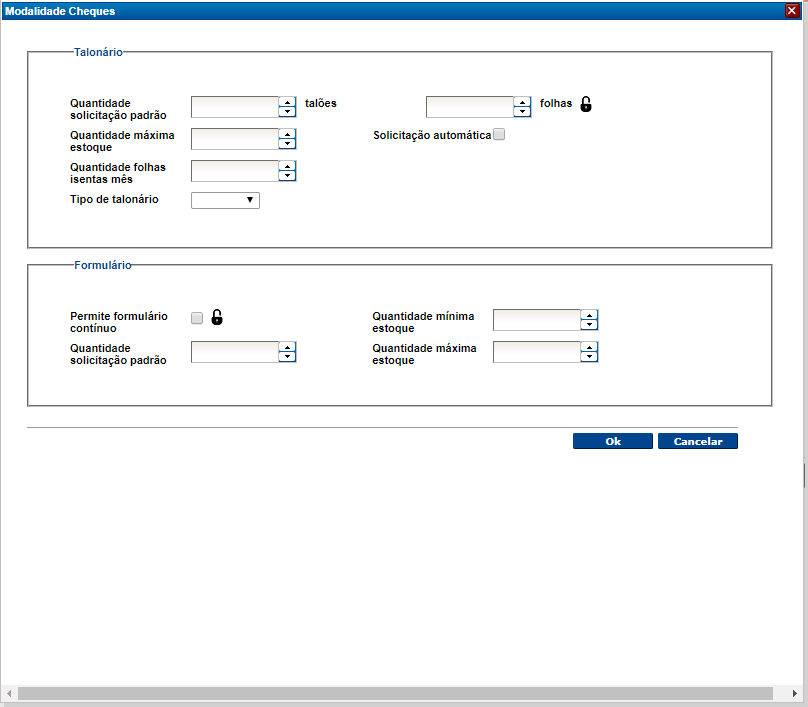 Modalidade Cheques
Talonário
Quantidade
solicitação padrão
talões
folhas
Quantidade máxima
estoque
Solicitação automática
Quantidade folhas
isentas mês
Tipo de talonário
Formulário
Permite formulário
contínuo
Quantidade mínima
estoque
Quantidade
solicitação padrão
Quantidade máxima
estoque
Ok
Cancelar